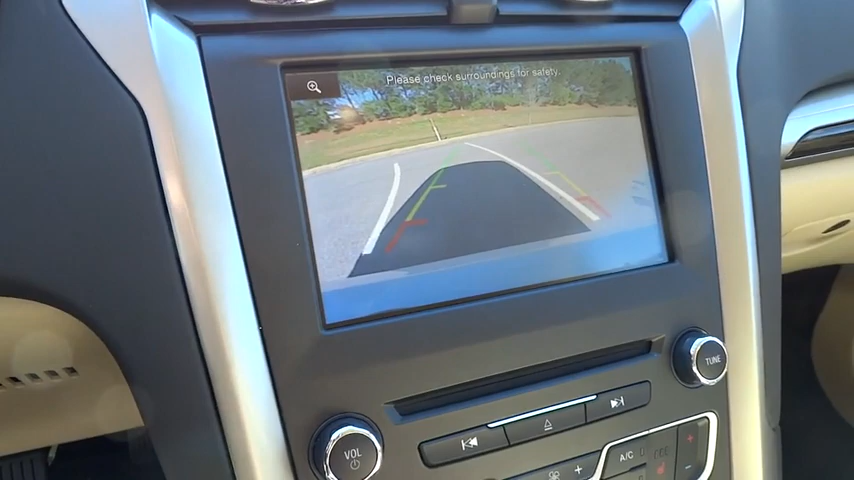 Please check surroundings for safety.
TUNE
VOL
A/C
+
+
-